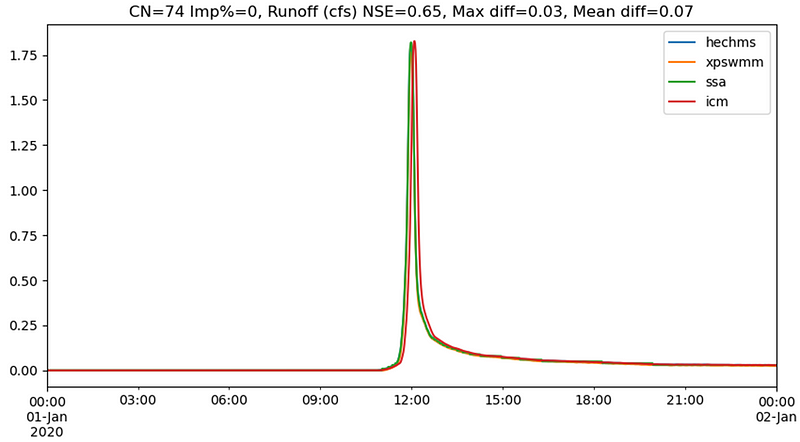 CN=74 Imp%=0, Runoff (cfs) NSE=0.65, Max diff=0.03, Mean diff=0.07
hechms
xpswmm
ssa
icm
1.75
1.50
1.25
1.00
0.75
0.50
0.25
0.00
00:00 03:00 06:00 09:00 12:00 15:00 18:00 21:00 00:00
01-Jan 02-Jan
2020